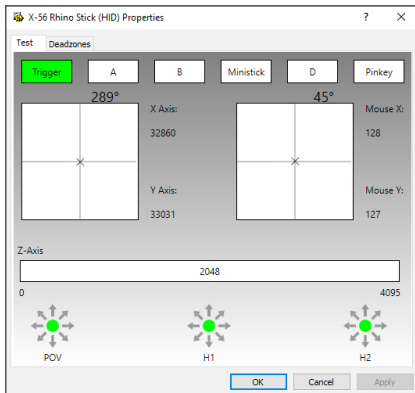 X-56 Rhino Stick (HID) Properties
Test Deadzones
Trigger A B Ministick D Pinkey
289° 45°
X Axis: Mouse X:
32860 128
Y Axis: Mouse Y:
33031 127
Z-Axis
2048
0 4095
POV H1 H2
OK Cancel Apply